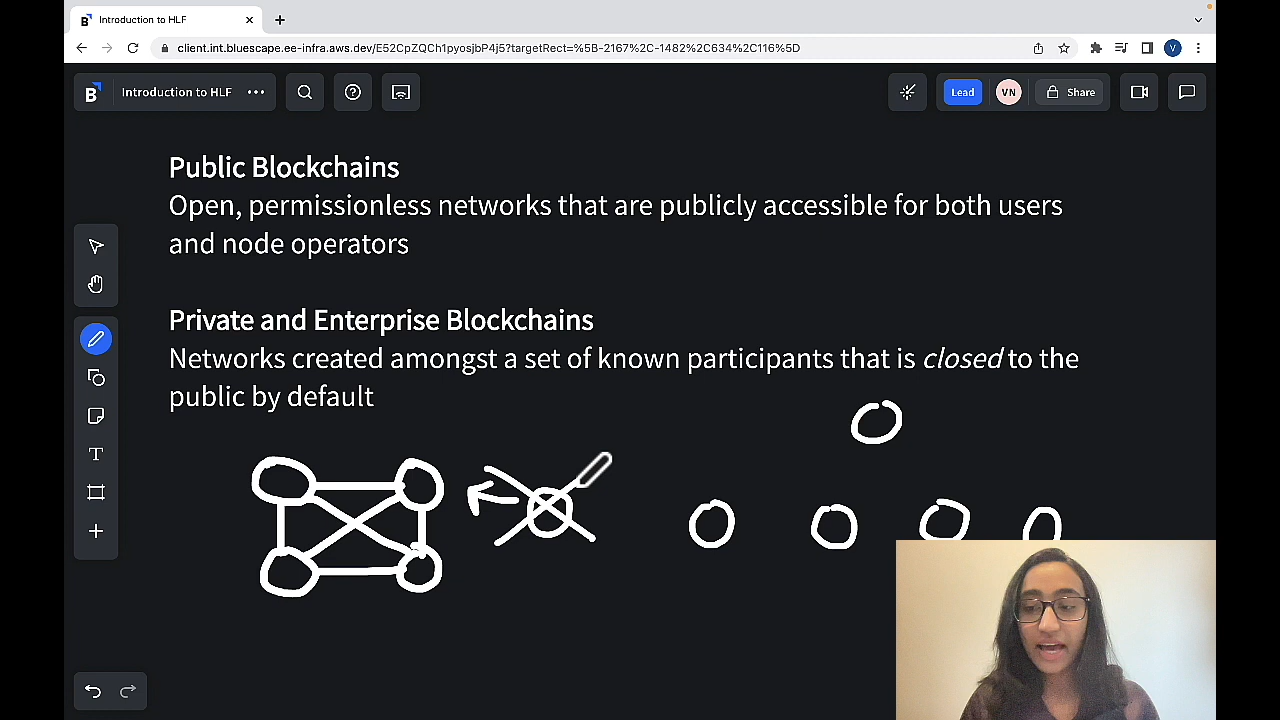 Introduction to HLF
client.int.bluescape.ee-infra.aws.dev/E52CpZQCh1pyosjbP4j5?targetRect=%5B-2167%2C-1482%2C634%2C116%5D
V
B
Introduction to HLF
Lead
VN
Share
Public Blockchains
Open, permissionless networks that are publicly accessible for both users
and node operators
Private and Enterprise Blockchains
Networks created amongst a set of known participants that is closed to the
public by default